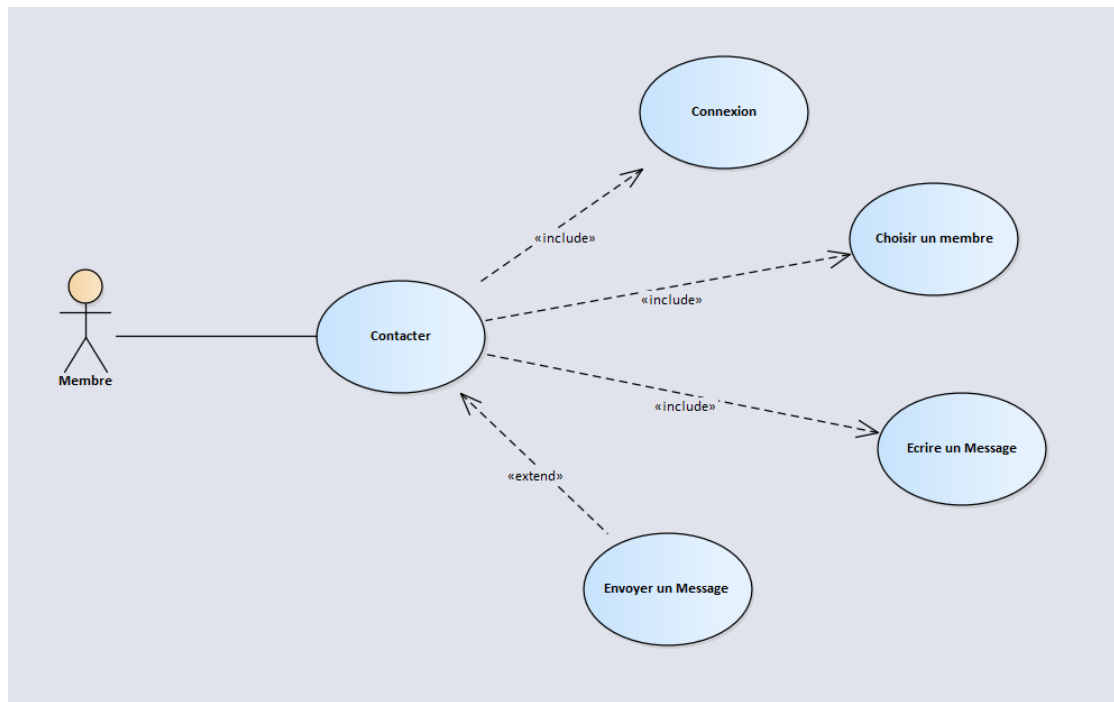 Connexion
«include»
Choisir un membre
«include»
Contacter
Membre
«include»
Ecrire un Message
«extend»
Envoyer un Message